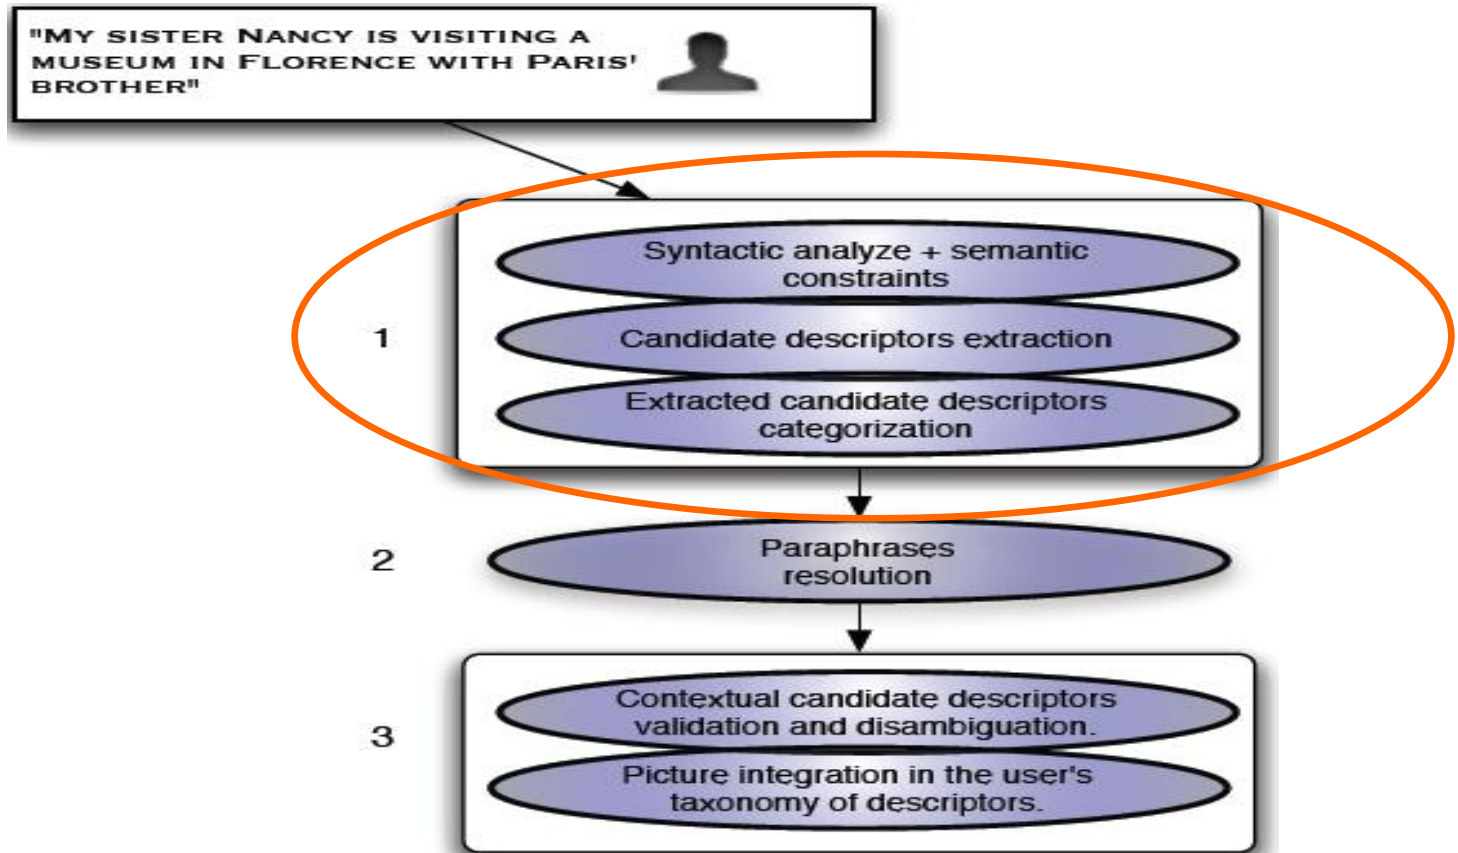 "My sister Nancy is visiting a
museum in Florence with Paris'
brother"
Syntactic analyze + semantic
constraints
1
Candidate descriptors extraction
Extracted candidate descriptors
categorization
2
Paraphrases
resolution
3
Contextual candidate descriptors
validation and disambiguation.
Picture integration in the user's
taxonomy of descriptors.